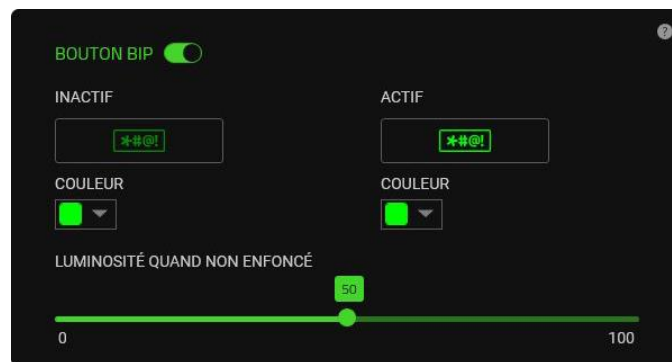 ?
BOUTON BIP
INACTIF ACTIF
*#@! *#@!
COULEUR COULEUR
LUMINOSITÉ QUAND NON ENFONCÉ
50
0 100